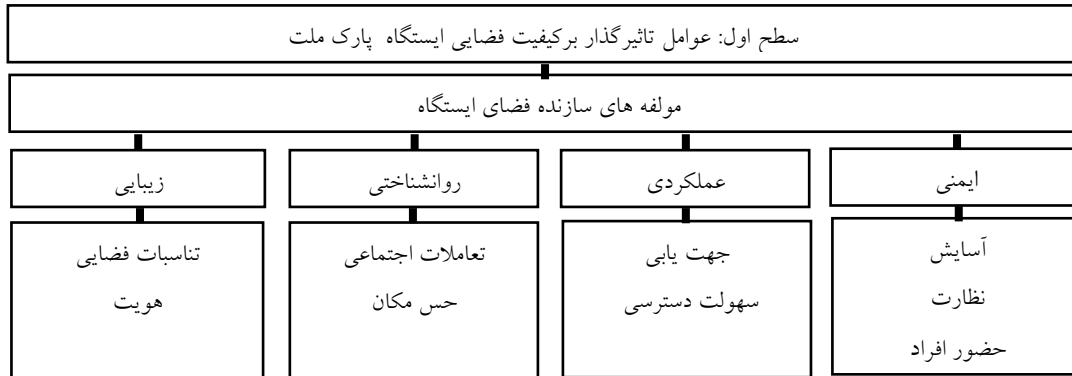 سطح اول: عوامل تاثیرگذار برکیفیت فضایی ایستگاه پارک ملت
مولفه های سازنده فضای ایستگاه
ایمنی
عملکردی
روانشناختی
زیبایی
آسایش
نظارت
حضور افراد
جهت یابی
سهولت دسترسی
تعاملات اجتماعی
حس مکان
تناسبات فضایی
هویت